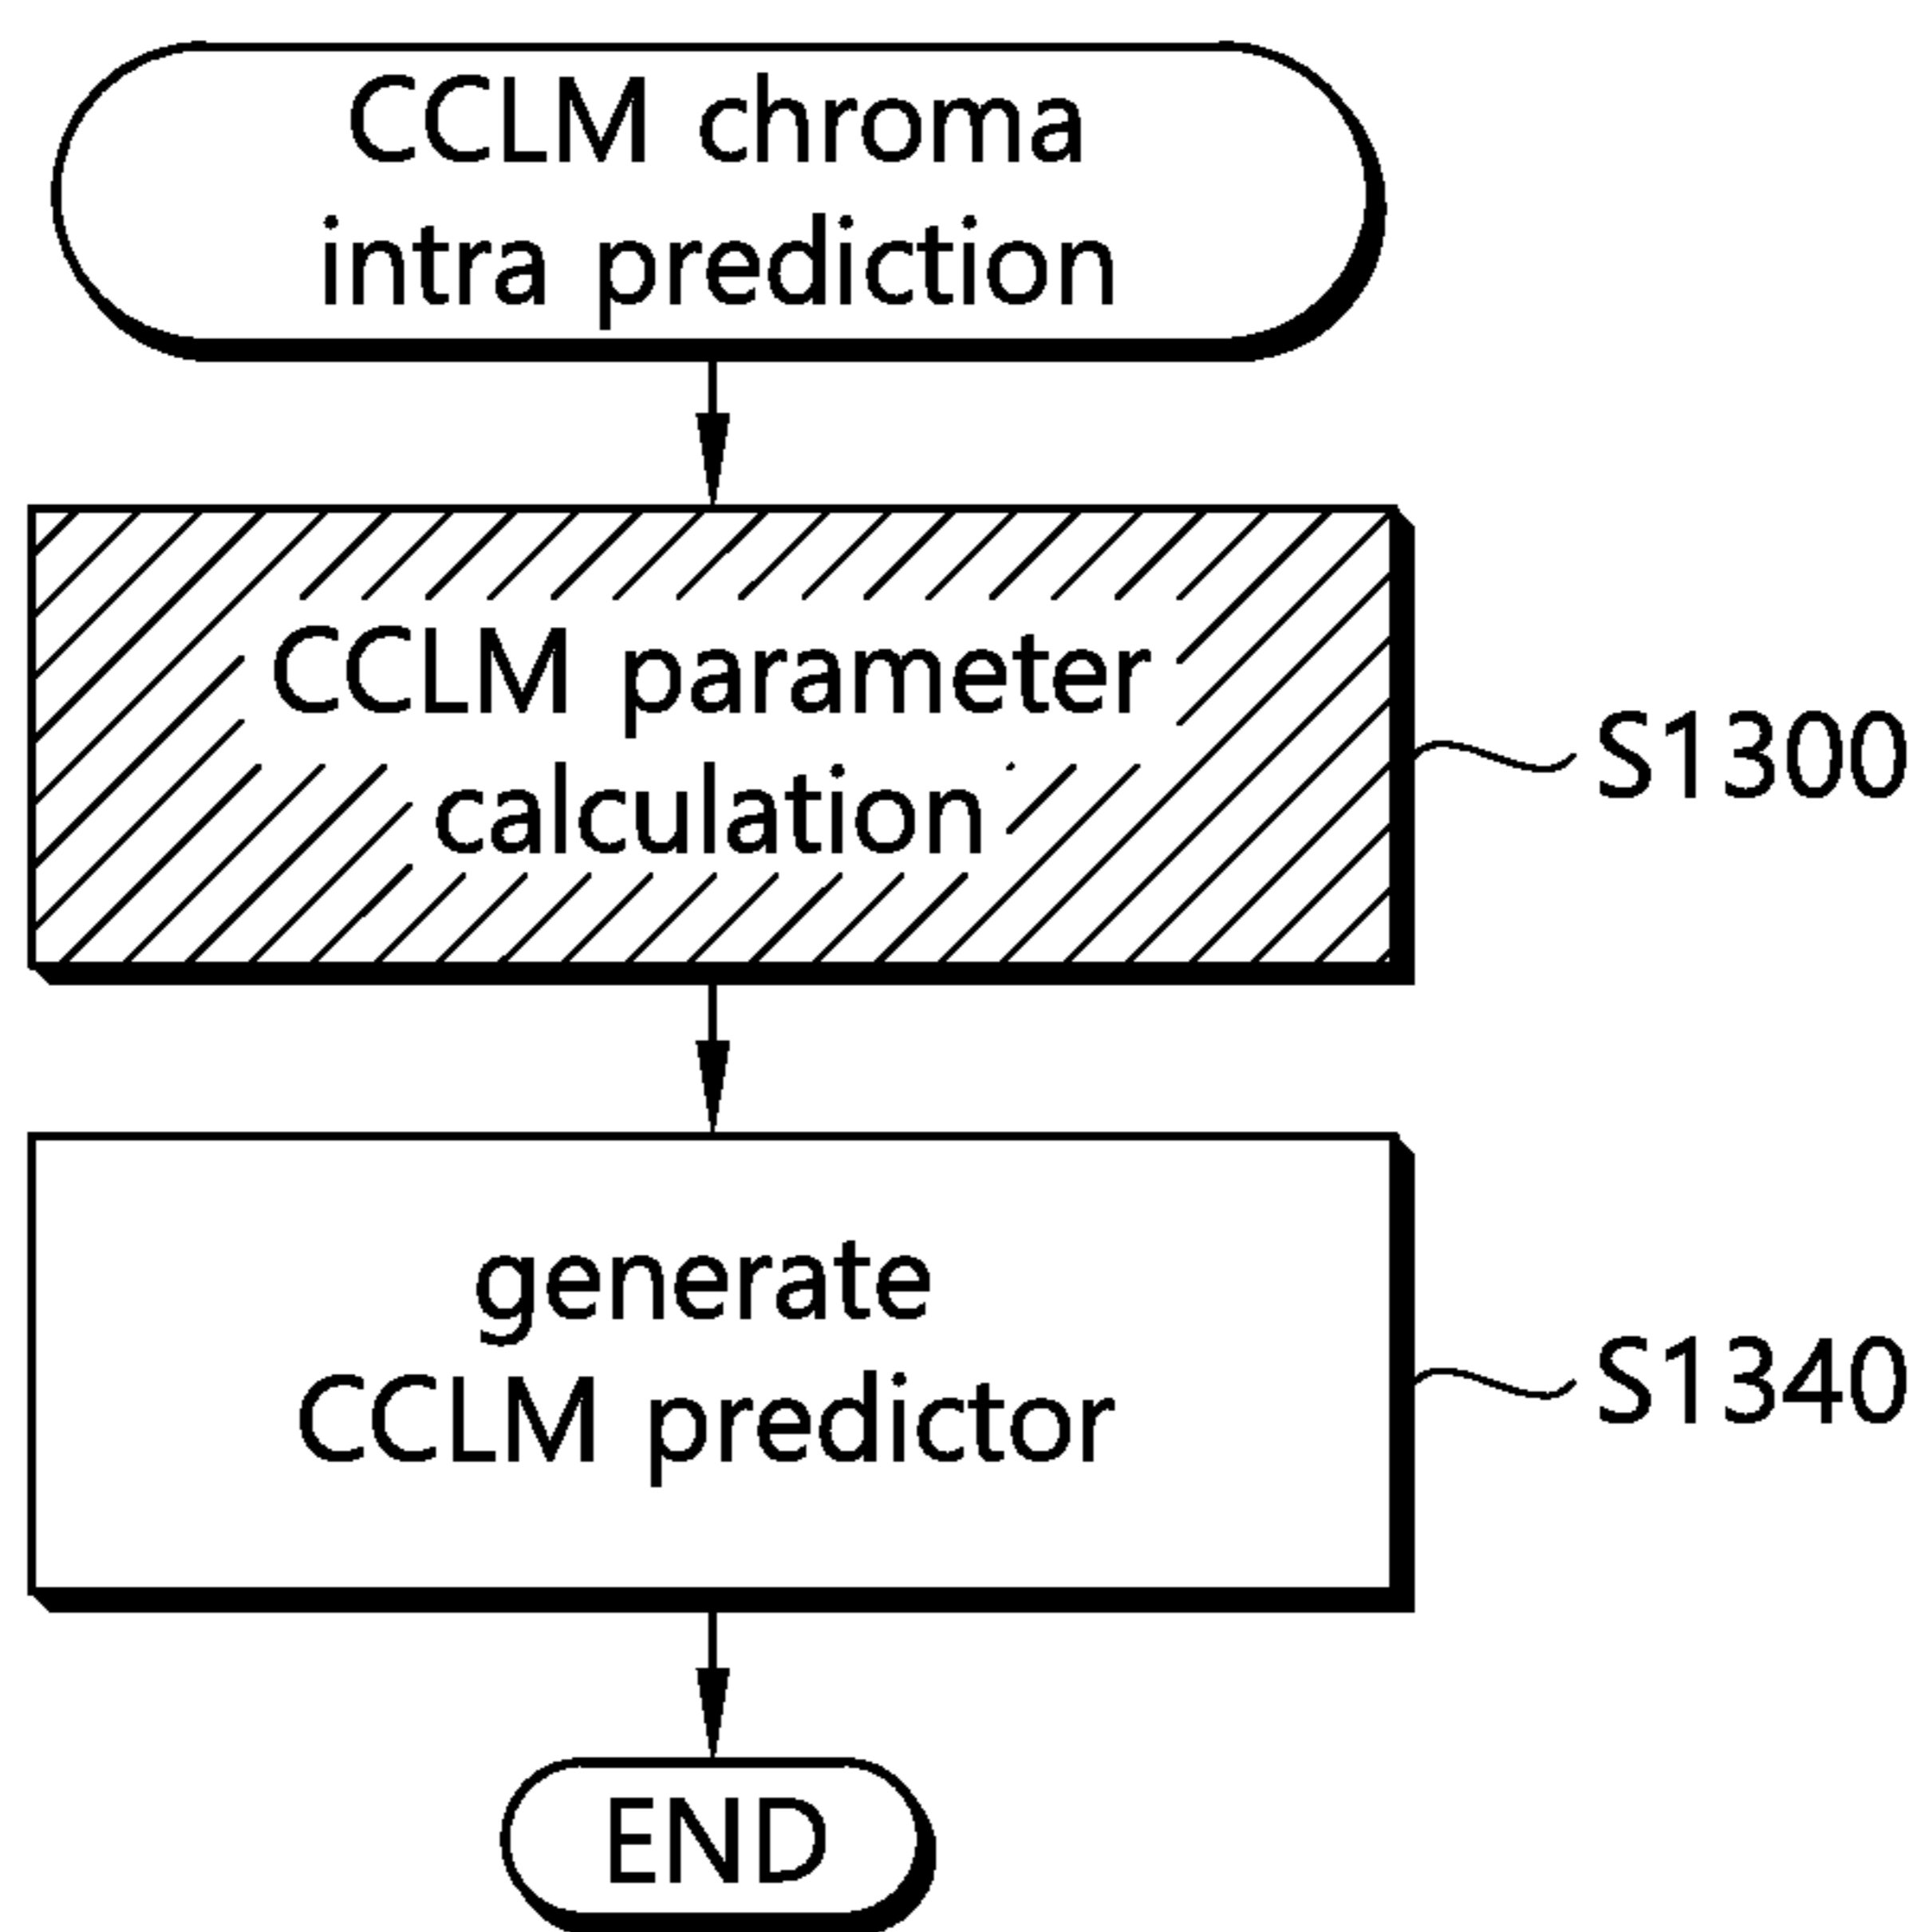 CCLM chroma
intra prediction
CCLM parameter
calculation
S1300
generate
CCLM predictor
S1340
END